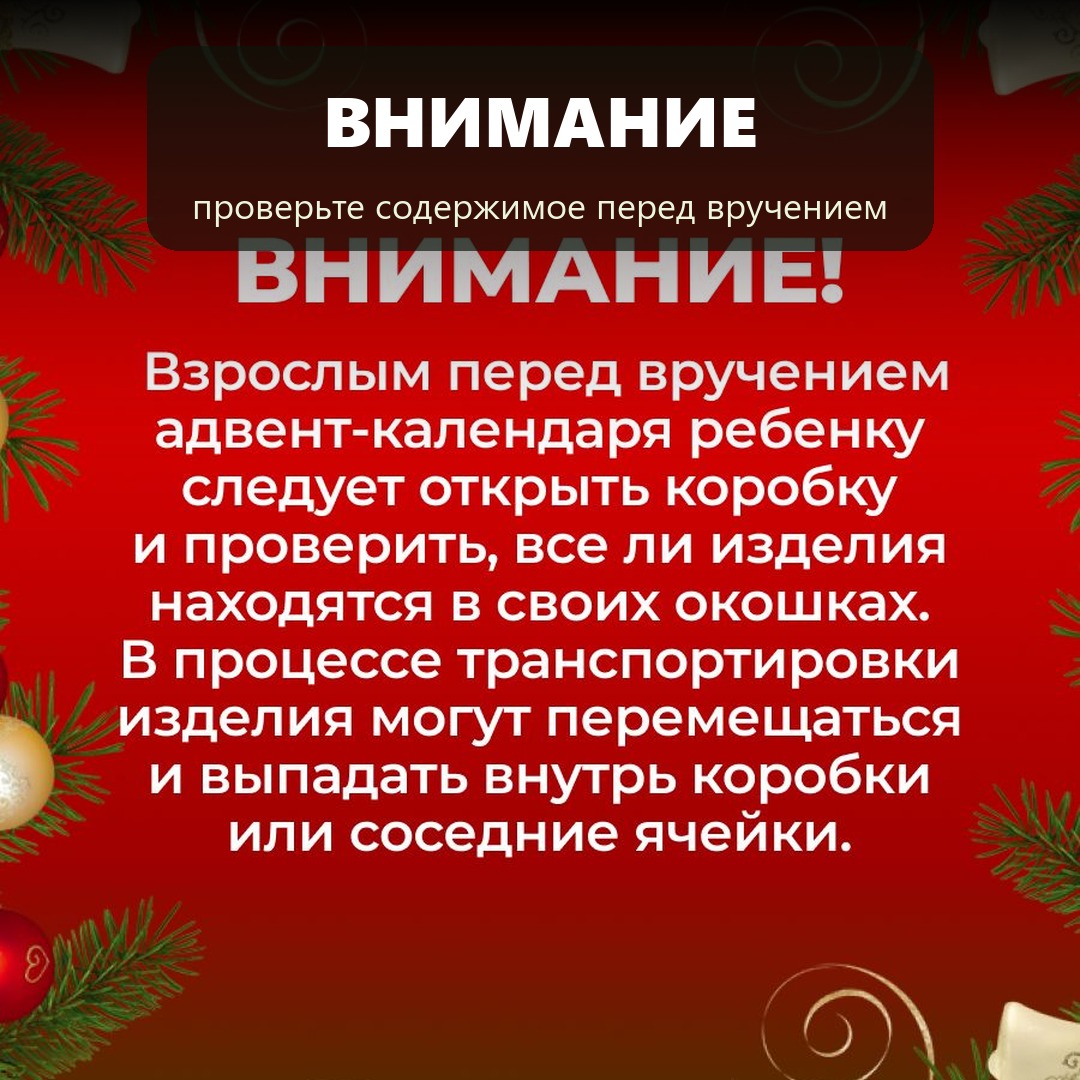 ВНИМАНИЕ
проверьте содержимое перед вручением
ВНИМАНИЕ!
Взрослым перед вручением
адвент-календаря ребенку
следует открыть коробку
и проверить, все ли изделия
находятся в своих окошках.
В процессе транспортировки
изделия могут перемещаться
и выпадать внутрь коробки
или соседние ячейки.